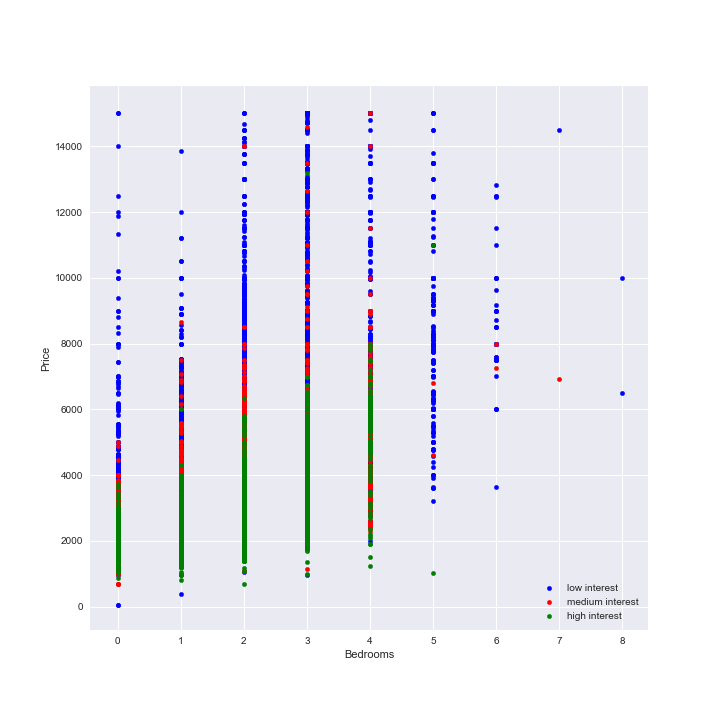 14000
12000
10000
8000
6000
4000
2000
0
Price
low interest
medium interest
high interest
0 1 2 3 4 5 6 7 8
Bedrooms